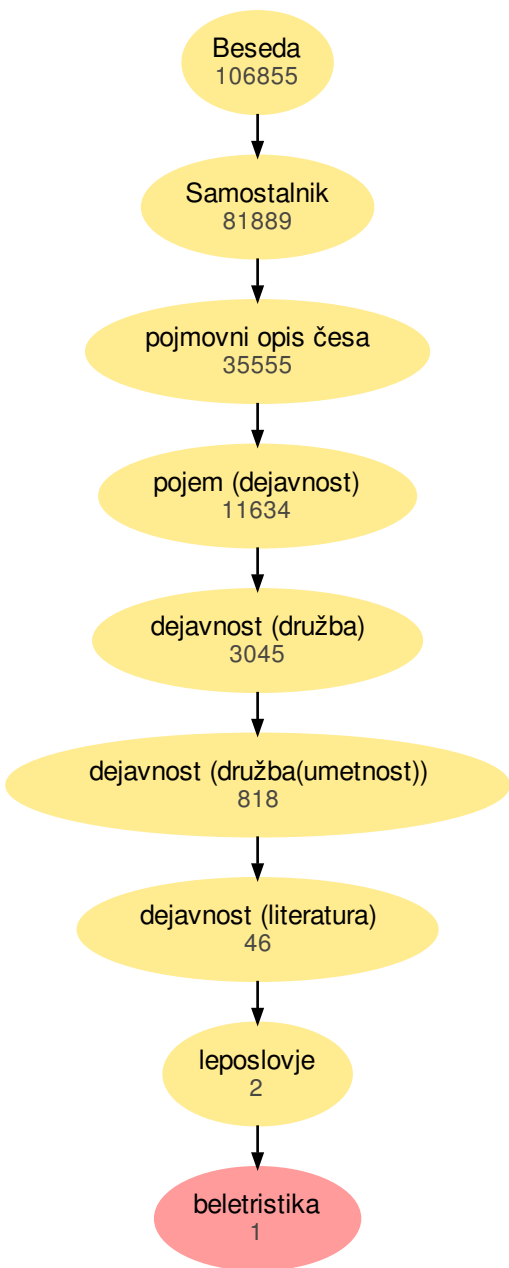 Beseda
106855
Samostalnik
81889
pojmovni opis česa
35555
pojem (dejavnost)
11634
dejavnost (družba)
3045
dejavnost (družba(umetnost))
818
dejavnost (literatura)
46
leposlovje
2
beletristika
1